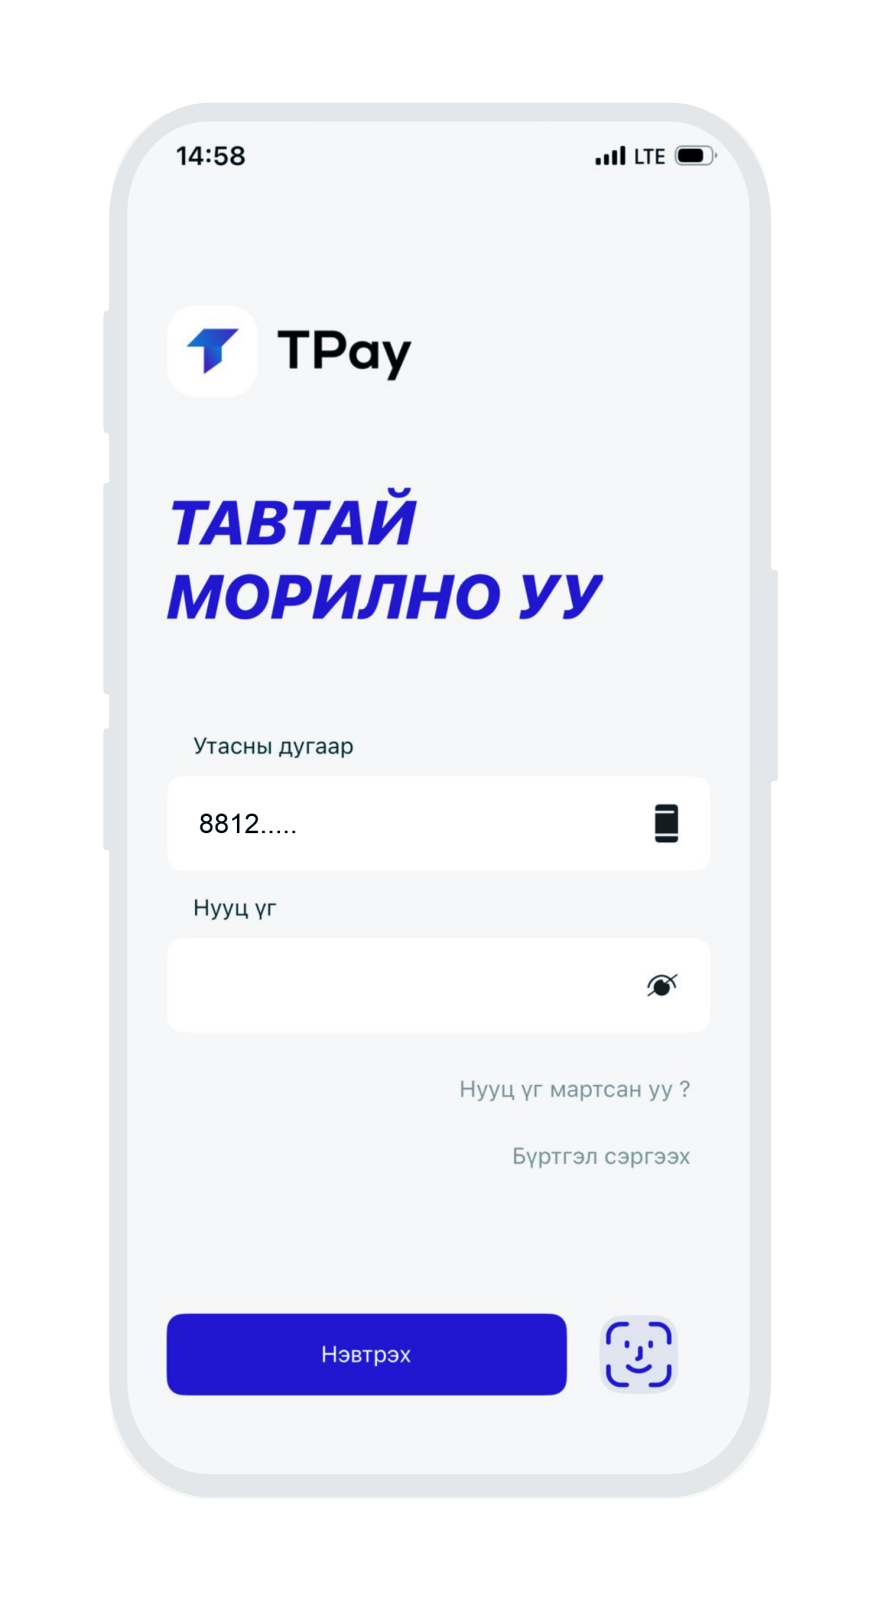 14:58 LTE
TPay
ТАВТАЙ
МОРИЛНО УУ
Утасны дугаар
8812.....
Нууц үг
Нууц үг мартсан уу ?
Бүртгэл сэргээх
Нэвтрэх